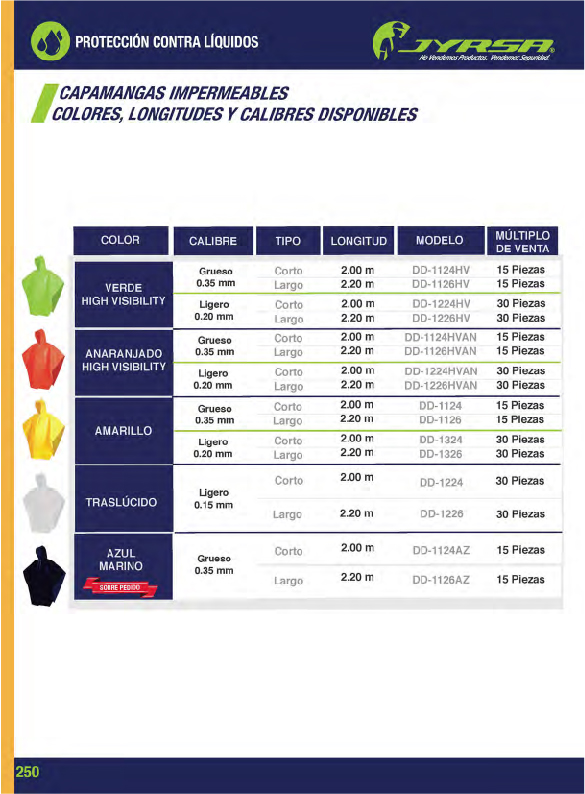 PROTECCIÓN CONTRA LÍQUIDOS
JYRSA®
No Vendemos Productos. Vendemos Seguridad.
CAPAMANGAS IMPERMEABLES
COLORES, LONGITUDES Y CALIBRES DISPONIBLES
COLOR CALIBRE TIPO LONGITUD MODELO MÚLTIPLO DE VENTA
VERDE HIGH VISIBILITY
Grueso 0.35 mm Corto 2.00 m DD-1124HV 15 Piezas
Largo 2.20 m DD-1126HV 15 Piezas
Ligero 0.20 mm Corto 2.00 m DD-1224HV 30 Piezas
Largo 2.20 m DD-1226HV 30 Piezas
ANARANJADO HIGH VISIBILITY
Grueso 0.35 mm Corto 2.00 m DD-1124HVAN 15 Piezas
Largo 2.20 m DD-1126HVAN 15 Piezas
Ligero 0.20 mm Corto 2.00 m DD-1224HVAN 30 Piezas
Largo 2.20 m DD-1226HVAN 30 Piezas
AMARILLO
Grueso 0.35 mm Corto 2.00 m DD-1124 15 Piezas
Largo 2.20 m DD-1126 15 Piezas
Ligero 0.20 mm Corto 2.00 m DD-1324 30 Piezas
Largo 2.20 m DD-1326 30 Piezas
TRASLÚCIDO
Ligero 0.15 mm Corto 2.00 m DD-1224 30 Piezas
Largo 2.20 m DD-1226 30 Piezas
AZUL MARINO
SOBRE PEDIDO
Grueso 0.35 mm Corto 2.00 m DD-1124AZ 15 Piezas
Largo 2.20 m DD-1126AZ 15 Piezas
250